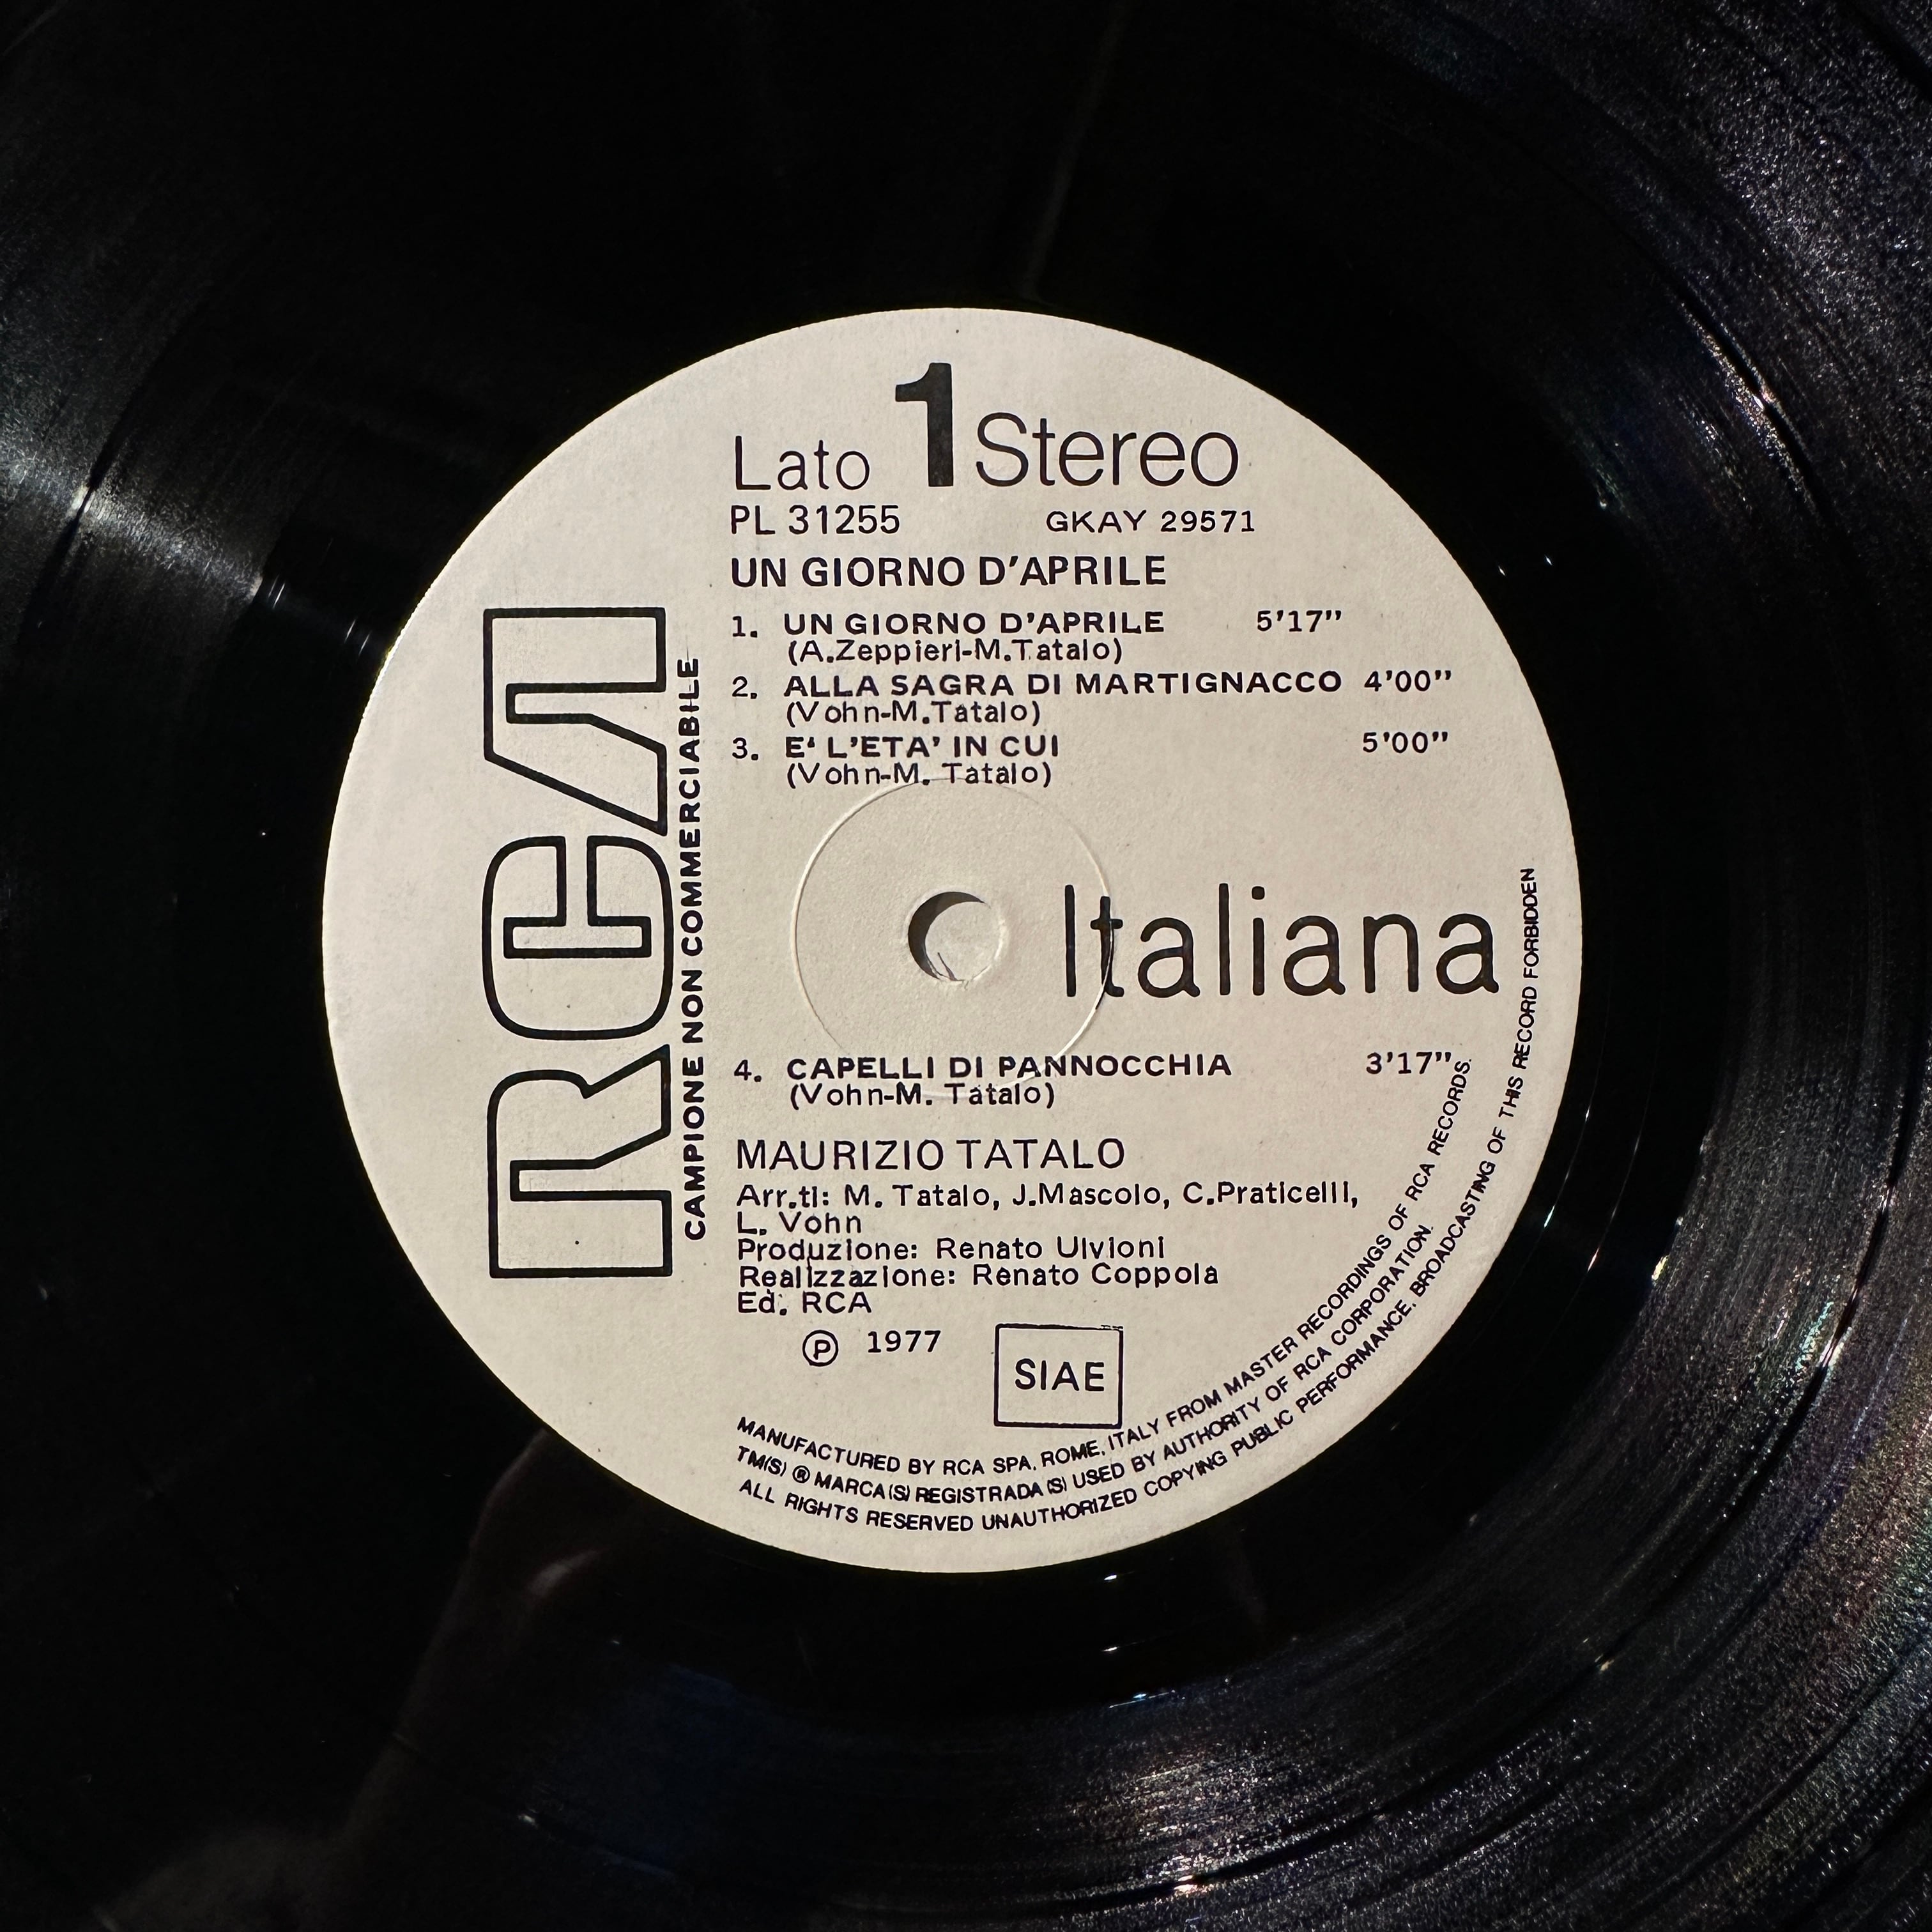 Lato 1 Stereo
PL 31255 GKAY 29571
UN GIORNO D'APRILE
1. UN GIORNO D'APRILE 5'17"
(A.Zeppieri-M.Tatalo)
2. ALLA SAGRA DI MARTIGNACCO 4'00"
(Vohn-M.Tatalo)
3. E' L'ETA' IN CUI 5'00"
(Vohn-M. Tatalo)
RCA
CAMPIONE NON COMMERCIABILE
Italiana
4. CAPELLI DI PANNOCCHIA 3'17"
(Vohn-M. Tatalo)
MAURIZIO TATALO
Arr.ti: M. Tatalo, J.Mascolo, C.Praticelli,
L. Vohn
Produzione: Renato Ulvioni
Realizzazione: Renato Coppola
Ed. RCA
Ⓟ 1977
SIAE
MANUFACTURED BY RCA SPA, ROME, ITALY FROM MASTER RECORDINGS OF RCA RECORDS.
TM(S) ® MARCA(S) REGISTRADA(S) USED BY AUTHORITY OF RCA CORPORATION.
ALL RIGHTS RESERVED UNAUTHORIZED COPYING PUBLIC PERFORMANCE, BROADCASTING OF THIS RECORD FORBIDDEN